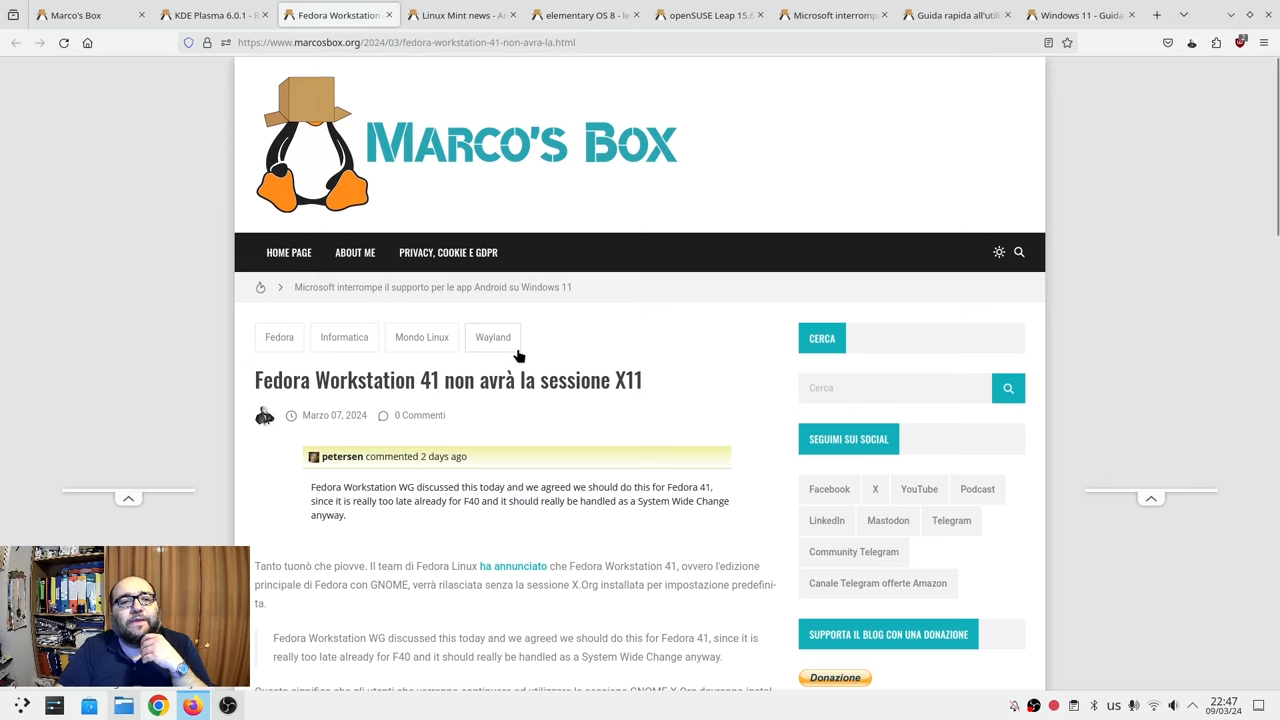 Marco's Box
KDE Plasma 6.0.1 - R
Fedora Workstation
Linux Mint news - A
elementary OS 8 - le
openSUSE Leap 15.6
Microsoft interromp
Guida rapida all'util
Windows 11 - Guida
https://www.marcosbox.org/2024/03/fedora-workstation-41-non-avra-la.html
MARCO'S BOX
HOME PAGE
ABOUT ME
PRIVACY, COOKIE E GDPR
Microsoft interrompe il supporto per le app Android su Windows 11
Fedora
Informatica
Mondo Linux
Wayland
Fedora Workstation 41 non avrà la sessione X11
Marzo 07, 2024
0 Commenti
petersen commented 2 days ago
Fedora Workstation WG discussed this today and we agreed we should do this for Fedora 41,
since it is really too late already for F40 and it should really be handled as a System Wide Change
anyway.
Tanto tuonò che piovve. Il team di Fedora Linux ha annunciato che Fedora Workstation 41, ovvero l'edizione
principale di Fedora con GNOME, verrà rilasciata senza la sessione X.Org installata per impostazione predefini-
ta.
Fedora Workstation WG discussed this today and we agreed we should do this for Fedora 41, since it is
really too late already for F40 and it should really be handled as a System Wide Change anyway.
CERCA
Cerca
SEGUIMI SUI SOCIAL
Facebook
X
YouTube
Podcast
LinkedIn
Mastodon
Telegram
Community Telegram
Canale Telegram offerte Amazon
SUPPORTA IL BLOG CON UNA DONAZIONE
Donazione
US
22:47
09/03/24